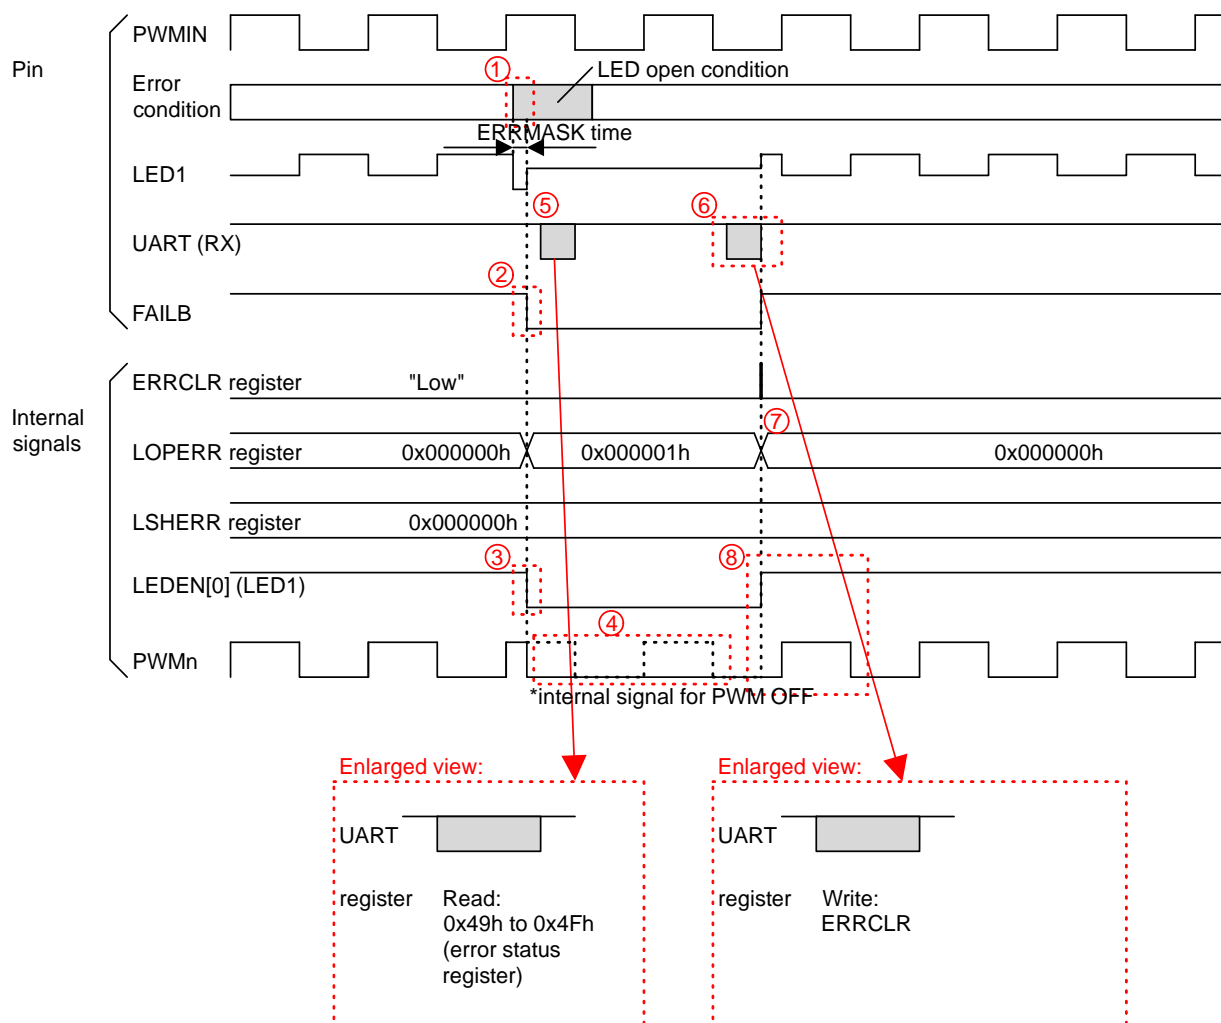 Pin
PWMIN
①
LED open condition
Error
condition
ERRMASK time
LED1
⑤
⑥
UART (RX)
②
FAILB
Internal
signals
ERRCLR register
"Low"
⑦
LOPERR register
0x000000h
0x000001h
0x000000h
LSHERR register
0x000000h
③
⑧
LEDEN[0] (LED1)
④
PWMn
*internal signal for PWM OFF
Enlarged view:
UART
register
Read:
0x49h to 0x4Fh
(error status
register)
Enlarged view:
UART
register
Write:
ERRCLR